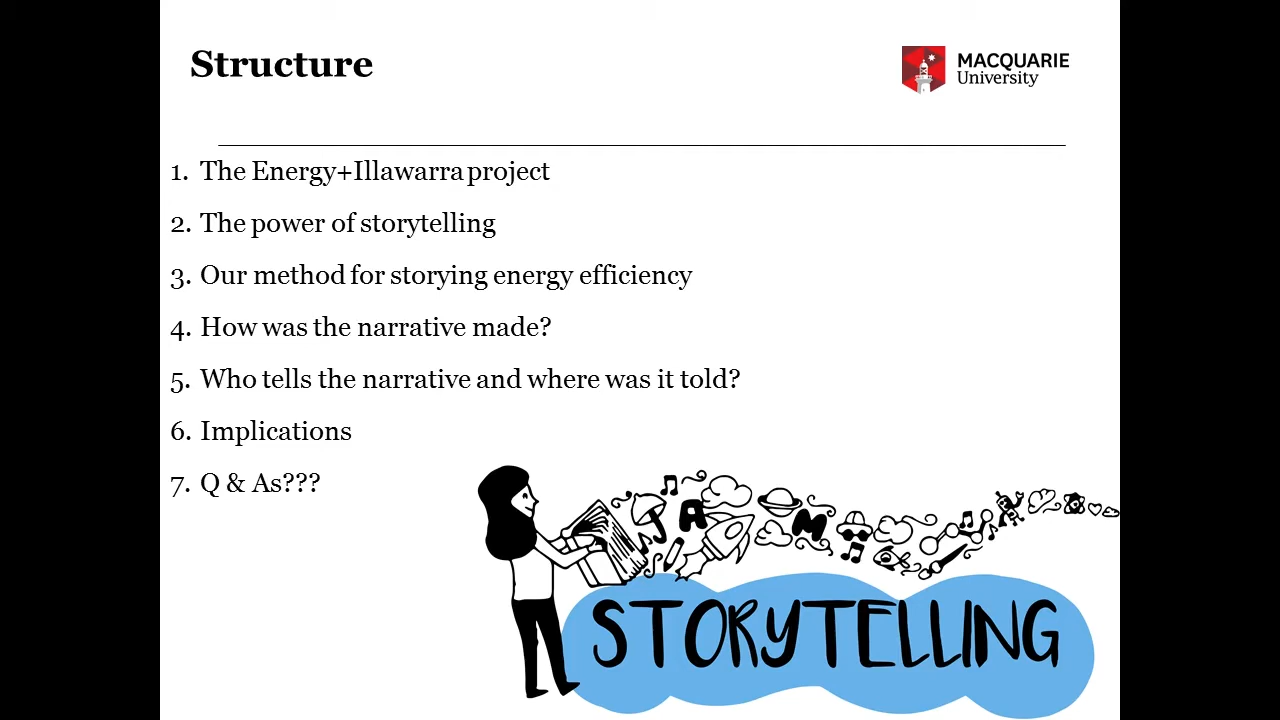 Structure
MACQUARIE
University
1. The Energy+Illawarra project
2. The power of storytelling
3. Our method for storying energy efficiency
4. How was the narrative made?
5. Who tells the narrative and where was it told?
6. Implications
7. Q & As???
J A M
STORYTELLING